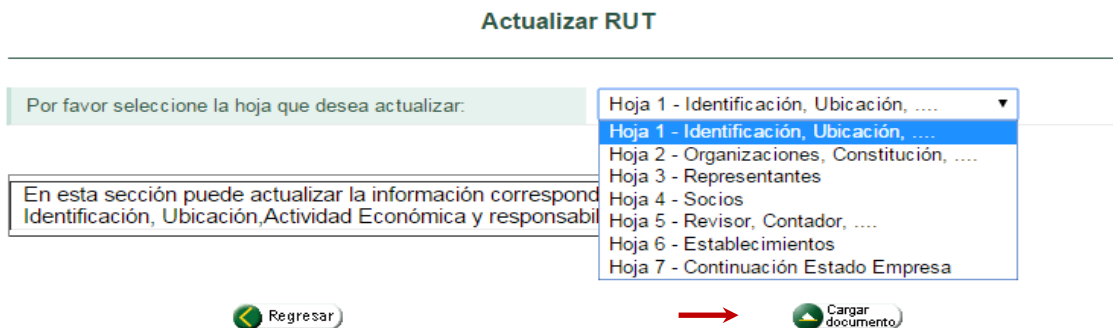 Actualizar RUT
Por favor seleccione la hoja que desea actualizar:
Hoja 1 - Identificación, Ubicación, ....
Hoja 1 - Identificación, Ubicación, ....
Hoja 2 - Organizaciones, Constitución, ....
Hoja 3 - Representantes
Hoja 4 - Socios
Hoja 5 - Revisor, Contador, ....
Hoja 6 - Establecimientos
Hoja 7 - Continuación Estado Empresa
En esta sección puede actualizar la información correspond
Identificación, Ubicación,Actividad Económica y responsabil
Regresar
Cargar
documento